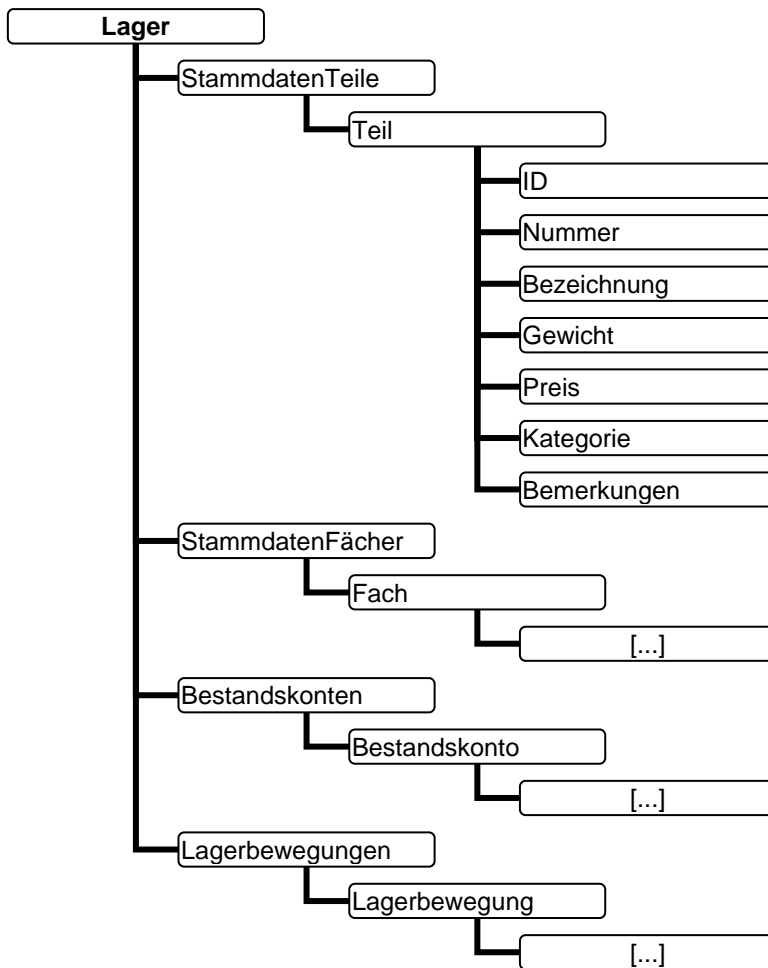 Lager
StammdatenTeile
Teil
ID
Nummer
Bezeichnung
Gewicht
Preis
Kategorie
Bemerkungen
StammdatenFächer
Fach
[...]
Bestandskonten
Bestandskonto
[...]
Lagerbewegungen
Lagerbewegung
[...]